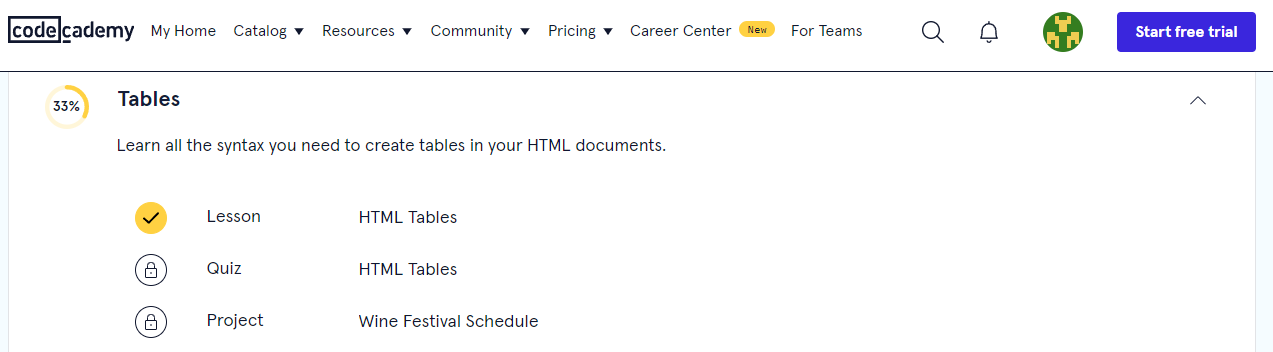 codecademy My Home Catalog Resources Community Pricing Career Center New For Teams Start free trial
33% Tables
Learn all the syntax you need to create tables in your HTML documents.
Lesson HTML Tables
Quiz HTML Tables
Project Wine Festival Schedule